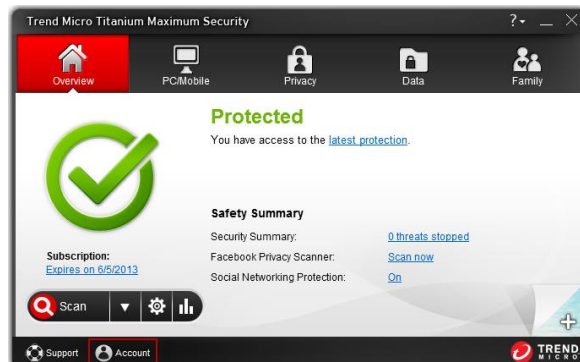 Trend Micro Titanium Maximum Security
?
Overview
PC/Mobile
Privacy
Data
Family
Protected
You have access to the latest protection.
Safety Summary
Security Summary: 0 threats stopped
Facebook Privacy Scanner: Scan now
Social Networking Protection: On
Subscription:
Expires on 6/5/2013
Scan
Support
Account
TREND
MICRO